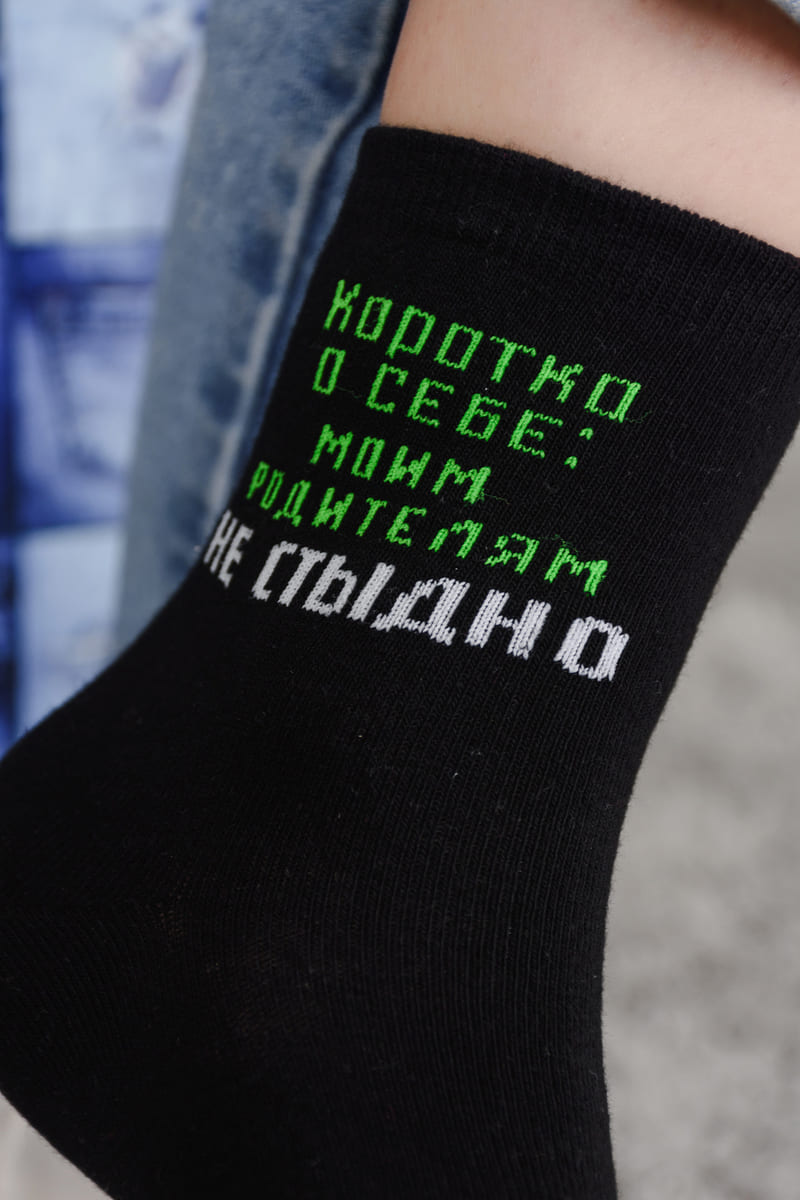 Коротко
О СЕБЕ:
МОИМ
РОДИТЕЛЯМ
НЕ СТЫДНО